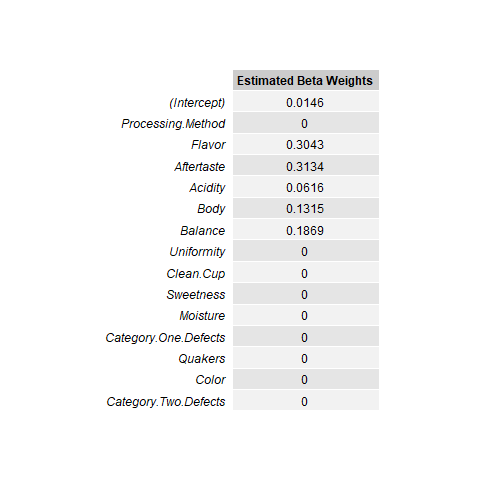 Estimated Beta Weights
(Intercept) 0.0146
Processing.Method 0
Flavor 0.3043
Aftertaste 0.3134
Acidity 0.0616
Body 0.1315
Balance 0.1869
Uniformity 0
Clean.Cup 0
Sweetness 0
Moisture 0
Category.One.Defects 0
Quakers 0
Color 0
Category.Two.Defects 0